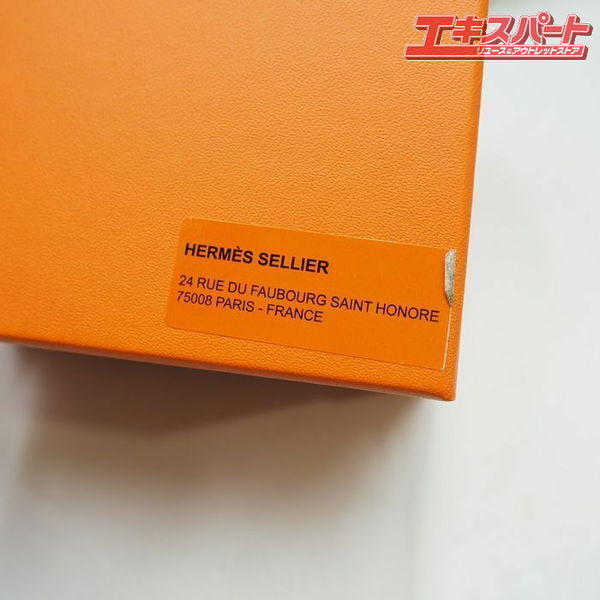 エキスパート
リユース&アウトレットストア
HERMÈS SELLIER
24 RUE DU FAUBOURG SAINT HONORE
75008 PARIS - FRANCE